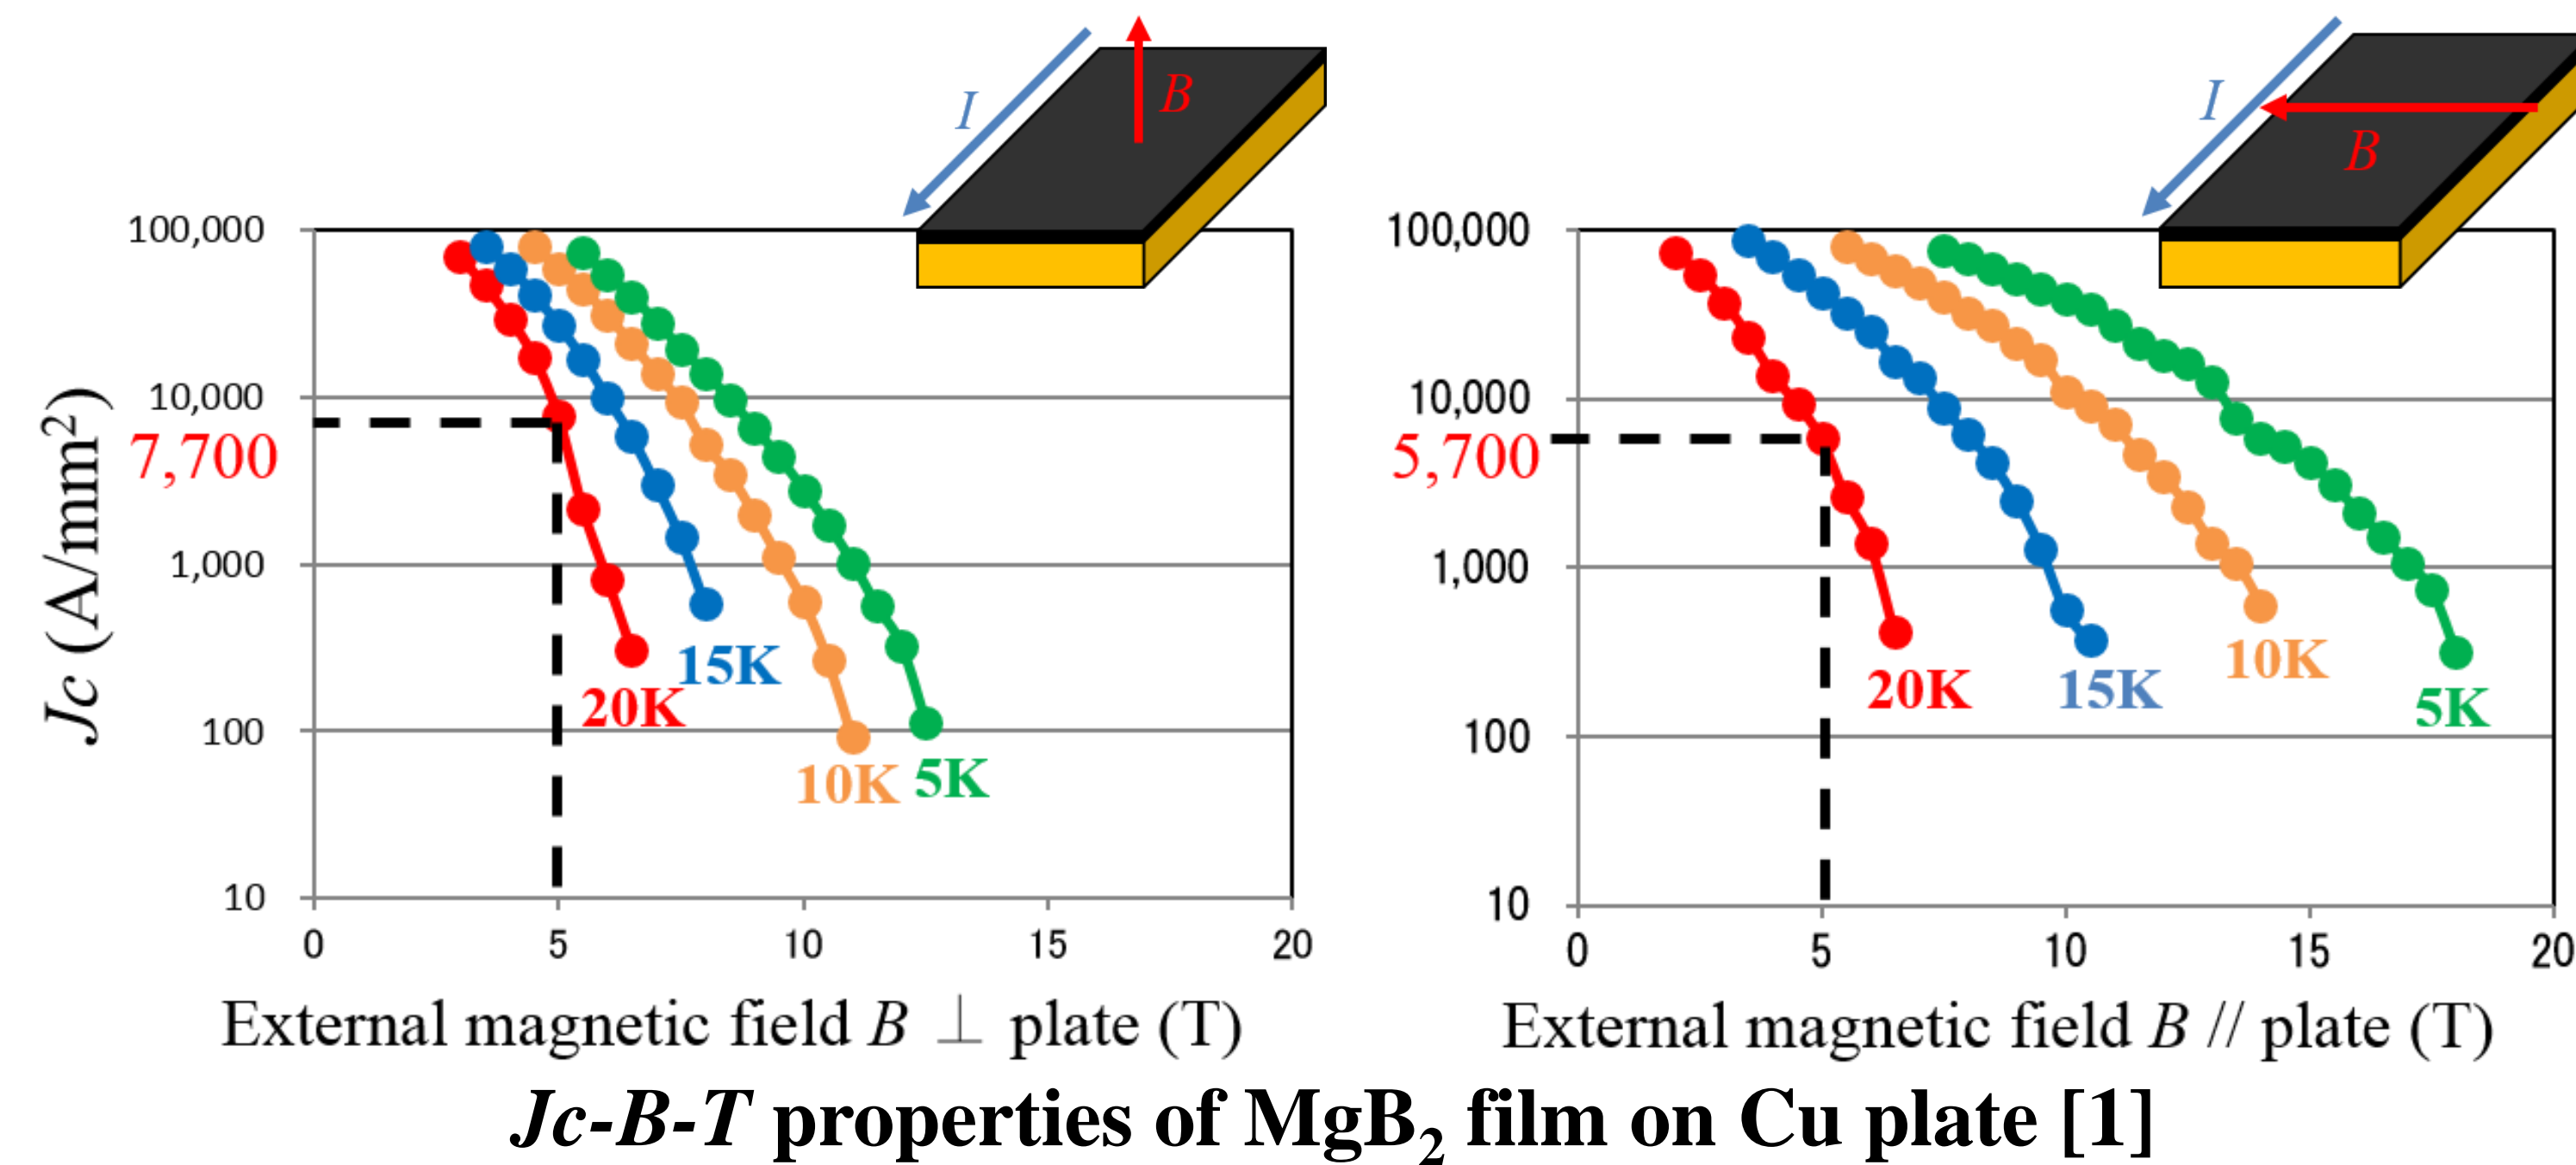 I
B
Jc (A/mm²)
100,000
10,000
7,700
1,000
100
10
20K
15K
10K
5K
0 5 10 15 20
External magnetic field B ⊥ plate (T)
I
B
100,000
10,000
5,700
1,000
100
10
20K
15K
10K
5K
0 5 10 15 20
External magnetic field B // plate (T)
Jc-B-T properties of MgB₂ film on Cu plate [1]